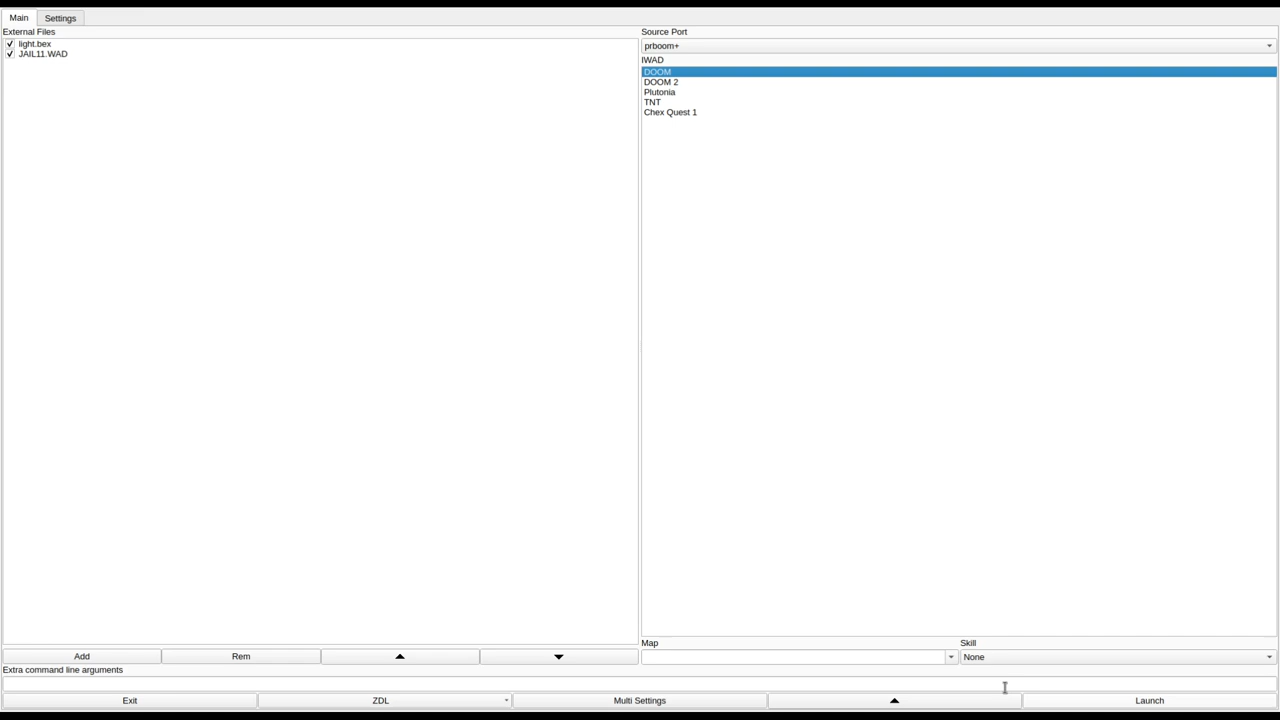 Main
Settings
External Files
light.bex
JAIL11.WAD
Source Port
prboom+
IWAD
DOOM
DOOM 2
Plutonia
TNT
Chex Quest 1
Add
Rem
Map
Skill
None
Extra command line arguments
Exit
ZDL
Multi Settings
Launch